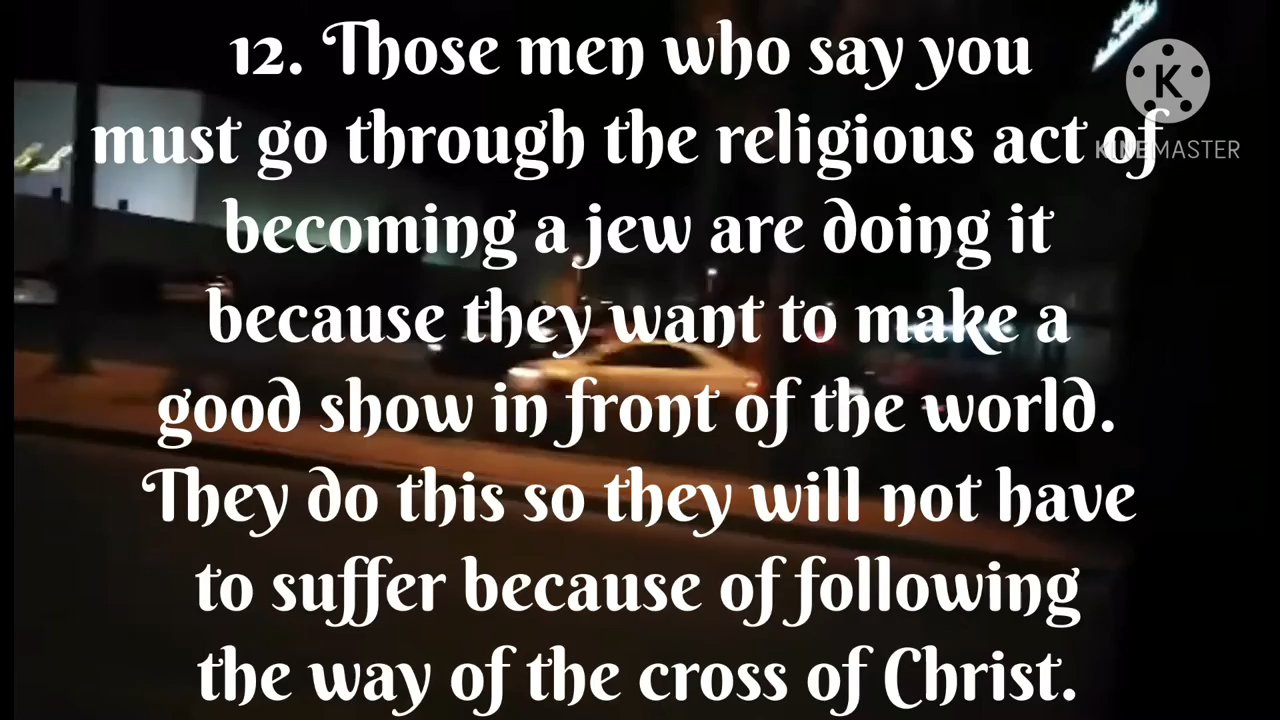 12. Those men who say you
must go through the religious act of
becoming a jew are doing it
because they want to make a
good show in front of the world.
They do this so they will not have
to suffer because of following
the way of the cross of Christ.
K
KINEMASTER